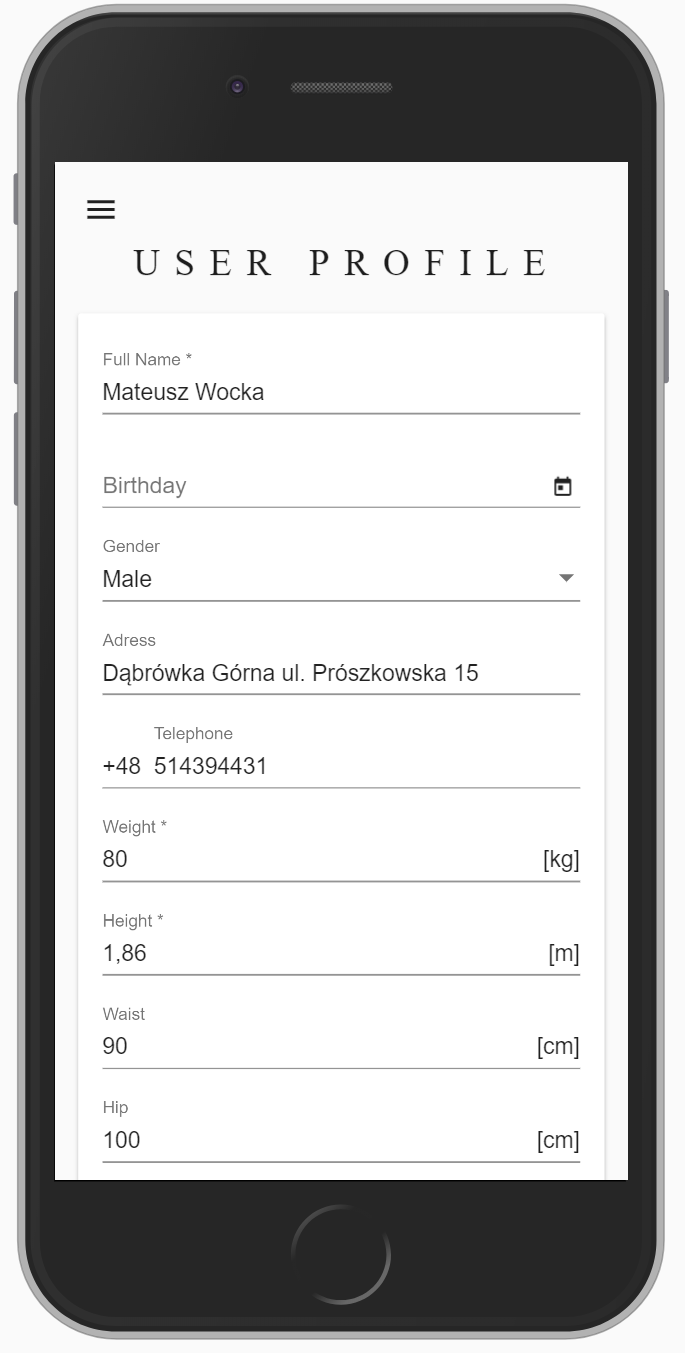 USER PROFILE
Full Name *
Mateusz Wocka
Birthday
Gender
Male
Adress
Dąbrówka Górna ul. Prószkowska 15
Telephone
+48 514394431
Weight *
80 [kg]
Height *
1,86 [m]
Waist
90 [cm]
Hip
100 [cm]